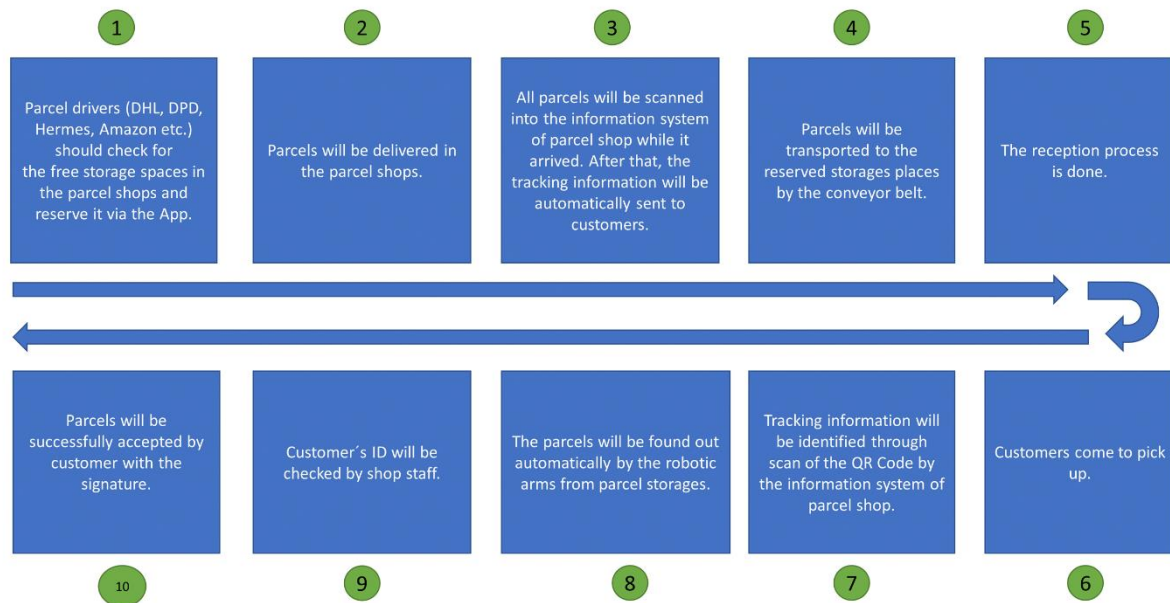 1
Parcel drivers (DHL, DPD,
Hermes, Amazon etc.)
should check for
the free storage spaces in
the parcel shops and
reserve it via the App.
2
Parcels will be delivered in
the parcel shops.
3
All parcels will be scanned
into the information system
of parcel shop while it
arrived. After that, the
tracking information will be
automatically sent to
customers.
4
Parcels will be
transported to the
reserved storages places
by the conveyor belt.
5
The reception process
is done.
Customers come to pick
up.
6
Tracking information will
be identified through
scan of the QR Code by
the information system of
parcel shop.
7
The parcels will be found out
automatically by the robotic
arms from parcel storages.
8
Customer´s ID will be
checked by shop staff.
9
Parcels will be
successfully accepted by
customer with the
signature.
10